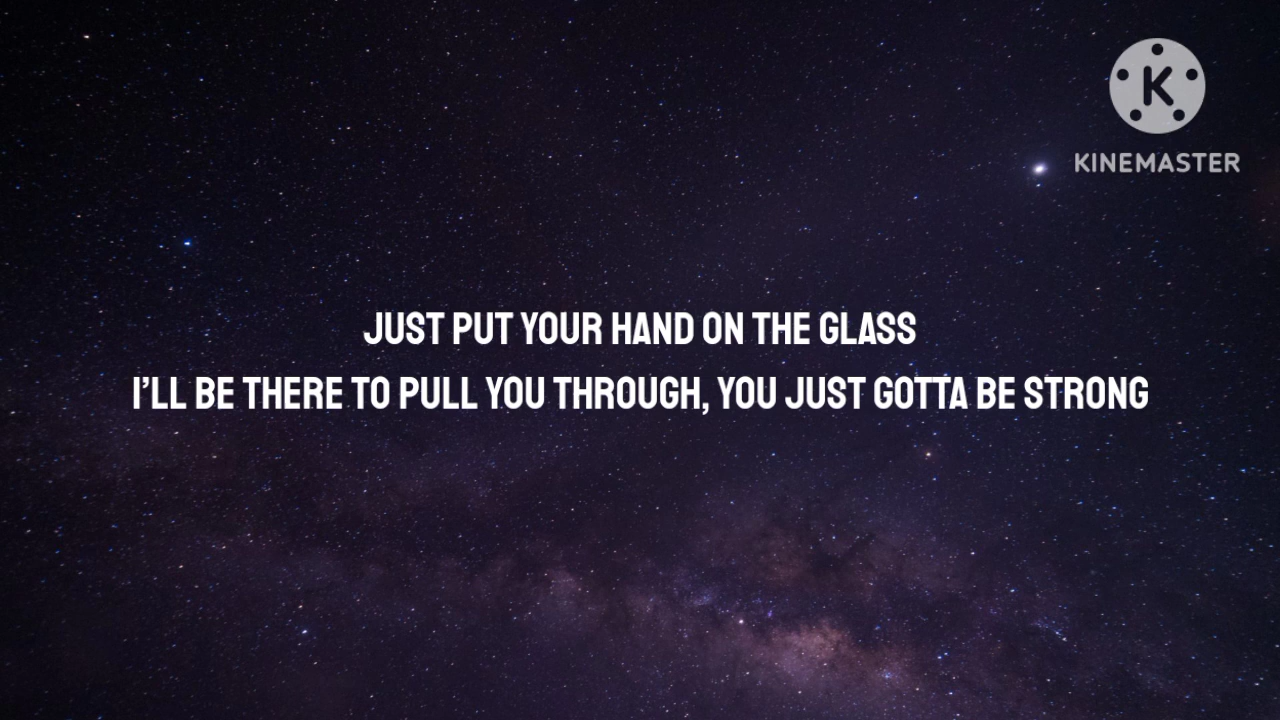 K
KINEMASTER
JUST PUT YOUR HAND ON THE GLASS
I'LL BE THERE TO PULL YOU THROUGH, YOU JUST GOTTA BE STRONG